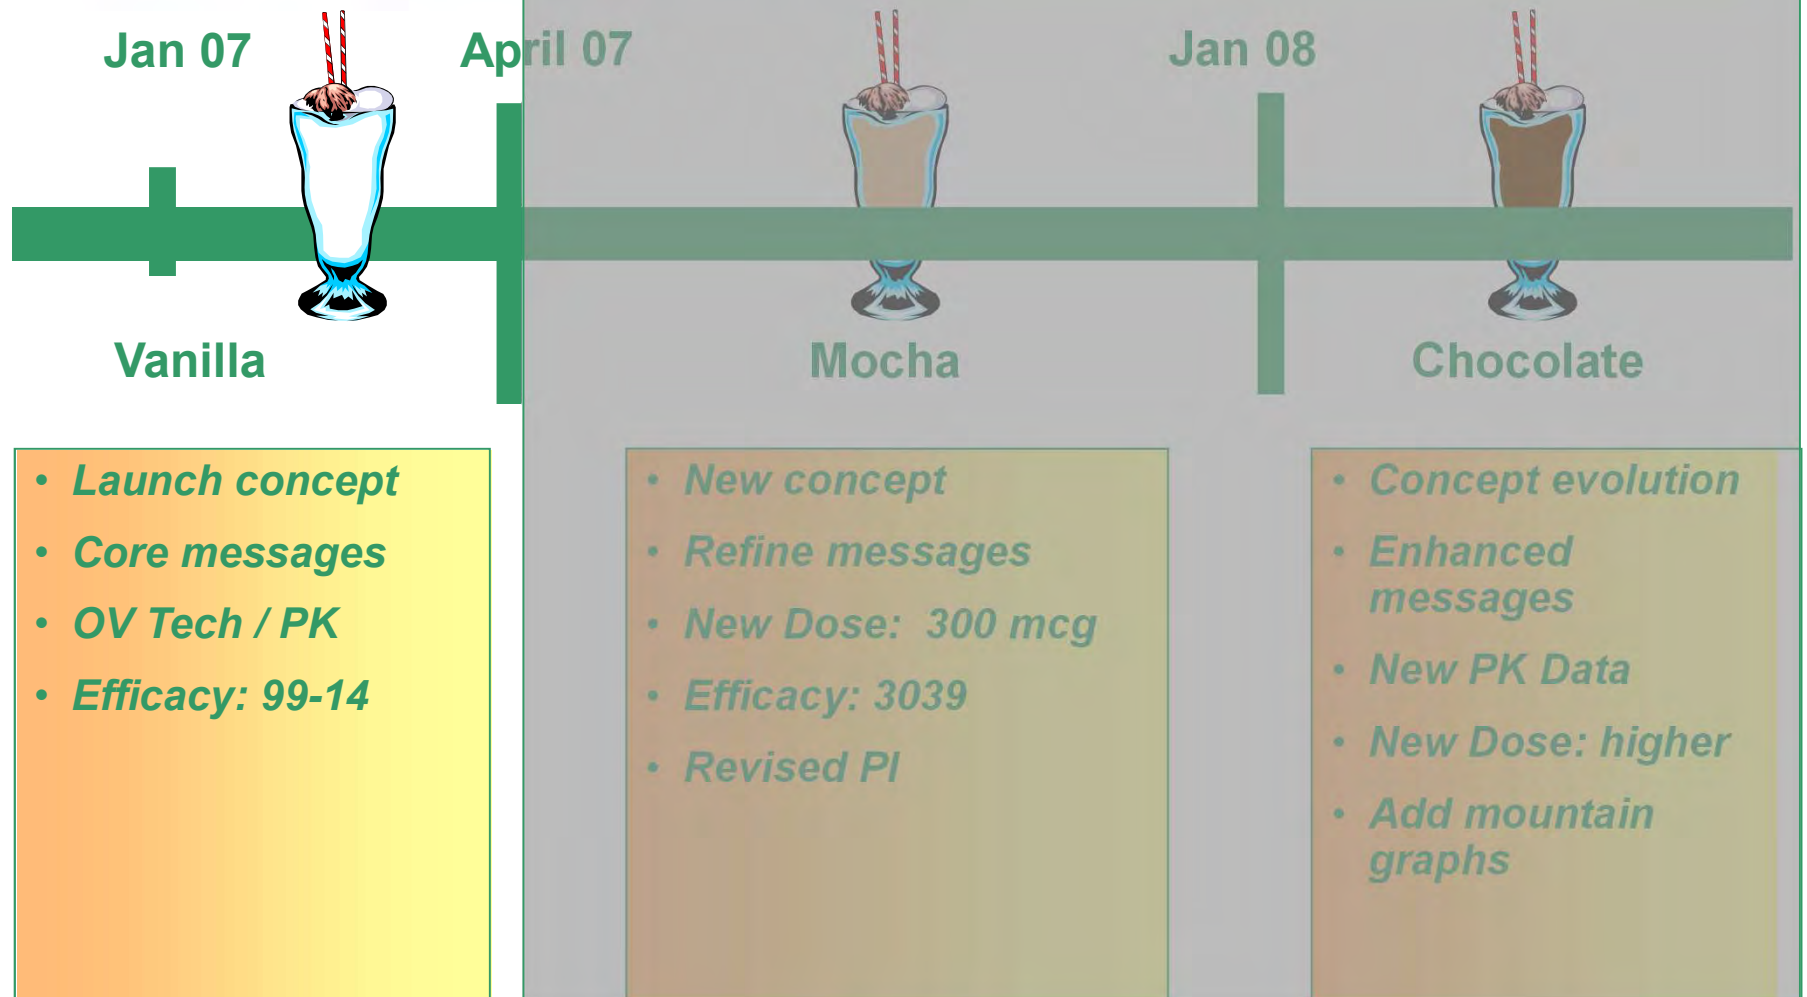 Jan 07
April 07
Jan 08
Vanilla
Mocha
Chocolate
• Launch concept
• Core messages
• OV Tech / PK
• Efficacy: 99-14
• New concept
• Refine messages
• New Dose: 300 mcg
• Efficacy: 3039
• Revised PI
• Concept evolution
• Enhanced
messages
• New PK Data
• New Dose: higher
• Add mountain
graphs